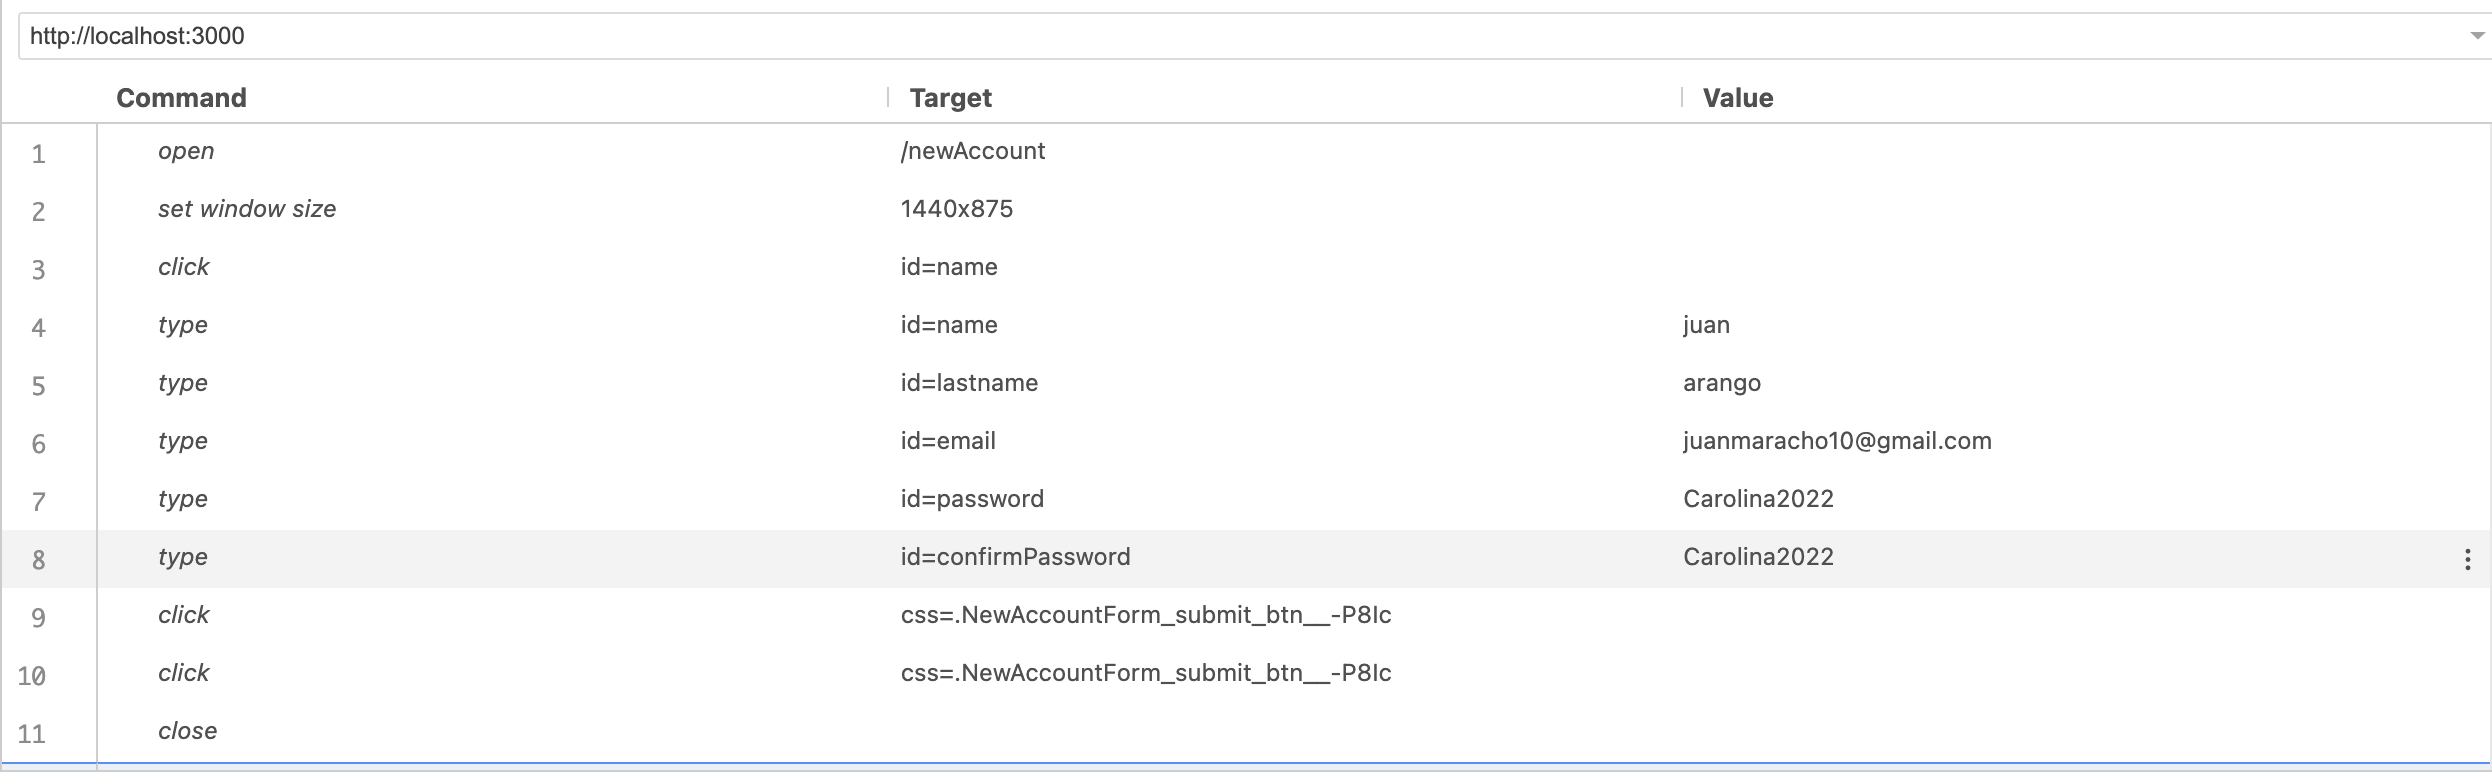 http://localhost:3000
Command Target Value
1 open /newAccount
2 set window size 1440x875
3 click id=name
4 type id=name juan
5 type id=lastname arango
6 type id=email juanmaracho10@gmail.com
7 type id=password Carolina2022
8 type id=confirmPassword Carolina2022
9 click css=.NewAccountForm_submit_btn__-P8Ic
10 click css=.NewAccountForm_submit_btn__-P8Ic
11 close